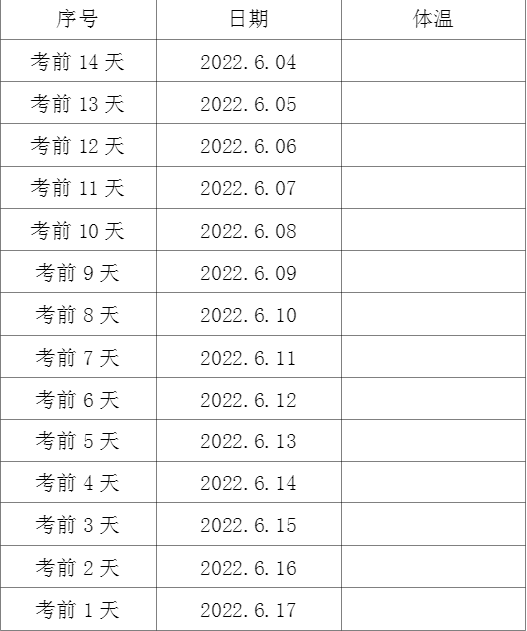 序号 日期 体温
考前 14 天 2022.6.04
考前 13 天 2022.6.05
考前 12 天 2022.6.06
考前 11 天 2022.6.07
考前 10 天 2022.6.08
考前 9 天 2022.6.09
考前 8 天 2022.6.10
考前 7 天 2022.6.11
考前 6 天 2022.6.12
考前 5 天 2022.6.13
考前 4 天 2022.6.14
考前 3 天 2022.6.15
考前 2 天 2022.6.16
考前 1 天 2022.6.17